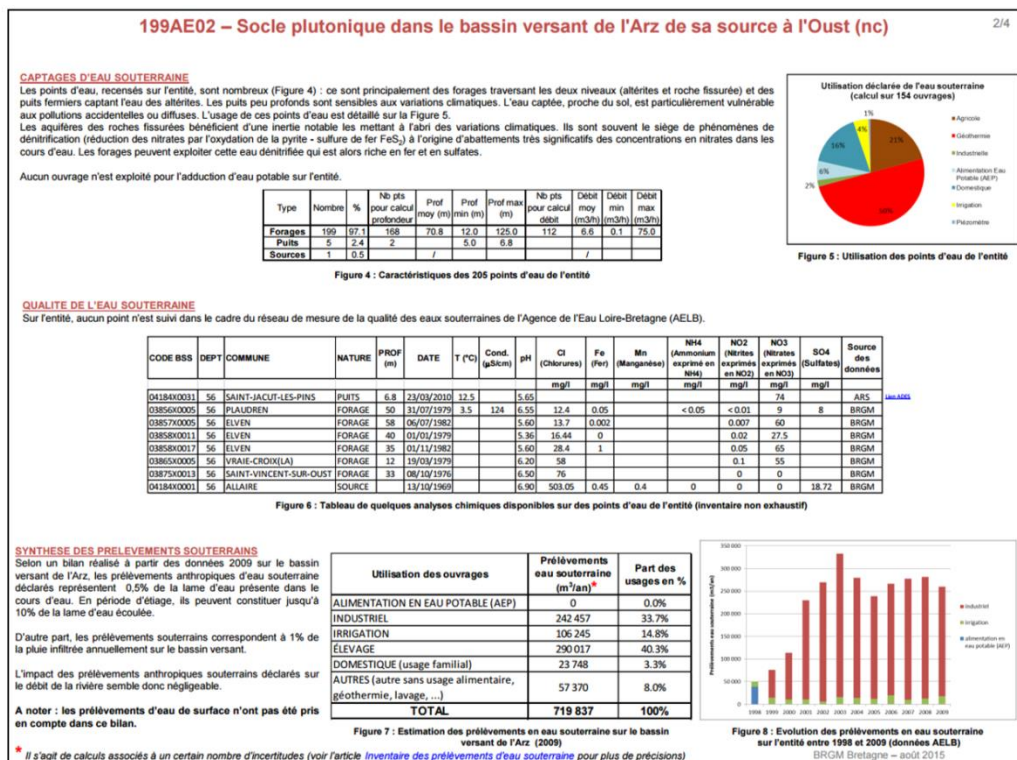 199AE02 – Socle plutonique dans le bassin versant de l'Arz de sa source à l'Oust (nc)
2/4
CAPTAGES D'EAU SOUTERRAINE
Les points d'eau, recensés sur l'entité, sont nombreux (Figure 4) : ce sont principalement des forages traversant les deux niveaux (altérites et roche fissurée) et des
puits fermiers captant l'eau des altérites. Les puits peu profonds sont sensibles aux variations climatiques. L'eau captée, proche du sol, est particulièrement vulnérable
aux pollutions accidentelles ou diffuses. L'usage de ces points d'eau est détaillé sur la Figure 5.
Les aquifères des roches fissurées bénéficient d'une inertie notable les mettant à l'abri des variations climatiques. Ils sont souvent le siège de phénomènes de
dénitrification (réduction des nitrates par l'oxydation de la pyrite - sulfure de fer FeS2) à l'origine d'abattements très significatifs des concentrations en nitrates dans les
cours d'eau. Les forages peuvent exploiter cette eau dénitrifiée qui est alors riche en fer et en sulfates.
Aucun ouvrage n'est exploité pour l'adduction d'eau potable sur l'entité.
Type Nombre % Nb pts pour calcul profondeur Prof moy (m) Prof min (m) Prof max (m) Nb pts pour calcul débit Débit moy (m3/h) Débit min (m3/h) Débit max (m3/h)
Forages 199 97.1 168 70.8 12.0 125.0 112 6.6 0.1 75.0
Puits 5 2.4 2 5.0 6.8
Sources 1 0.5 / /
Figure 4 : Caractéristiques des 205 points d'eau de l'entité
Utilisation déclarée de l'eau souterraine
(calcul sur 154 ouvrages)
1%
4%
16%
6%
2%
21%
Agricole
Géothermie
Industrielle
Alimentation Eau
Potable (AEP)
Domestique
Irrigation
Piézomètre
Figure 5 : Utilisation des points d'eau de l'entité
QUALITE DE L'EAU SOUTERRAINE
Sur l'entité, aucun point n'est suivi dans le cadre du réseau de mesure de la qualité des eaux souterraines de l'Agence de l'Eau Loire-Bretagne (AELB).
CODE BSS DEPT COMMUNE NATURE PROF (m) DATE T (°C) Cond. (µS/cm) pH Cl (Chlorures) Fe (Fer) Mn (Manganèse) NH4 (Ammonium exprimé en NH4) NO2 (Nitrites exprimés en NO2) NO3 (Nitrates exprimés en NO3) SO4 (Sulfates) Source des données
mg/l mg/l mg/l mg/l mg/l mg/l mg/l
04184X0031 56 SAINT-JACUT-LES-PINS PUITS 6.8 23/03/2010 12.5 5.65 74 ARS Lien ADES
03856X0005 56 PLAUDREN FORAGE 50 31/07/1979 3.5 124 6.55 12.4 0.05 <0.05 <0.01 9 8 BRGM
03857X0005 56 ELVEN FORAGE 58 06/07/1982 5.60 13.7 0.002 0.007 60 BRGM
03858X0011 56 ELVEN FORAGE 40 01/01/1979 5.36 16.44 0 0.02 27.5 BRGM
03858X0017 56 ELVEN FORAGE 35 01/11/1982 5.60 28.4 1 0.05 65 BRGM
03865X0005 56 VRAIE-CROIX(LA) FORAGE 12 19/03/1979 6.20 58 0.1 55 BRGM
03875X0013 56 SAINT-VINCENT-SUR-OUST FORAGE 33 08/10/1976 6.50 76 0 0 BRGM
04184X0001 56 ALLAIRE SOURCE 13/10/1969 6.90 503.05 0.45 0.4 0 0 0 18.72 BRGM
Figure 6 : Tableau de quelques analyses chimiques disponibles sur des points d'eau de l'entité (inventaire non exhaustif)
SYNTHESE DES PRELEVEMENTS SOUTERRAINS
Selon un bilan réalisé à partir des données 2009 sur le bassin
versant de l'Arz, les prélèvements anthropiques d'eau souterraine
déclarés représentent 0,5% de la lame d'eau présente dans le
cours d'eau. En période d'étiage, ils peuvent constituer jusqu'à
10% de la lame d'eau écoulée.
D'autre part, les prélèvements souterrains correspondent à 1% de
la pluie infiltrée annuellement sur le bassin versant.
L'impact des prélèvements anthropiques souterrains déclarés sur
le débit de la rivière semble donc négligeable.
A noter : les prélèvements d'eau de surface n'ont pas été pris
en compte dans ce bilan.
Utilisation des ouvrages Prélèvements eau souterraine (m3/an)* Part des usages en %
ALIMENTATION EN EAU POTABLE (AEP) 0 0.0%
INDUSTRIEL 242 457 33.7%
IRRIGATION 106 245 14.8%
ÉLEVAGE 290 017 40.3%
DOMESTIQUE (usage familial) 23 748 3.3%
AUTRES (autre sans usage alimentaire, géothermie, lavage, ...) 57 370 8.0%
TOTAL 719 837 100%
Figure 7 : Estimation des prélèvements en eau souterraine sur le bassin
versant de l'Arz (2009)
Prélèvements eau souterraine (m3/an)
350 000
300 000
250 000
200 000
150 000
100 000
50 000
0
1998 1999 2000 2001 2002 2003 2004 2005 2006 2007 2008 2009
Industriel
Irrigation
alimentation en
eau potable (AEP)
Figure 8 : Evolution des prélèvements en eau souterraine
sur l'entité entre 1998 et 2009 (données AELB)
* Il s'agit de calculs associés à un certain nombre d'incertitudes (voir l'article Inventaire des prélèvements d'eau souterraine pour plus de précisions)
BRGM Bretagne – août 2015